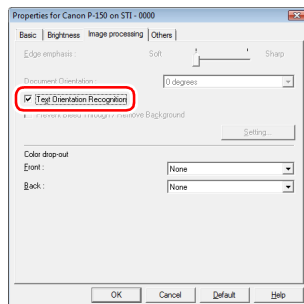 Properties for Canon P-150 on STI - 0000
Basic Brightness Image processing Others
Edge emphasis : Soft Sharp
Document Orientation : 0 degrees
Text Orientation Recognition
Prevent Bleed Through / Remove Background
Setting...
Color drop-out
Front : None
Back : None
OK Cancel Default Help